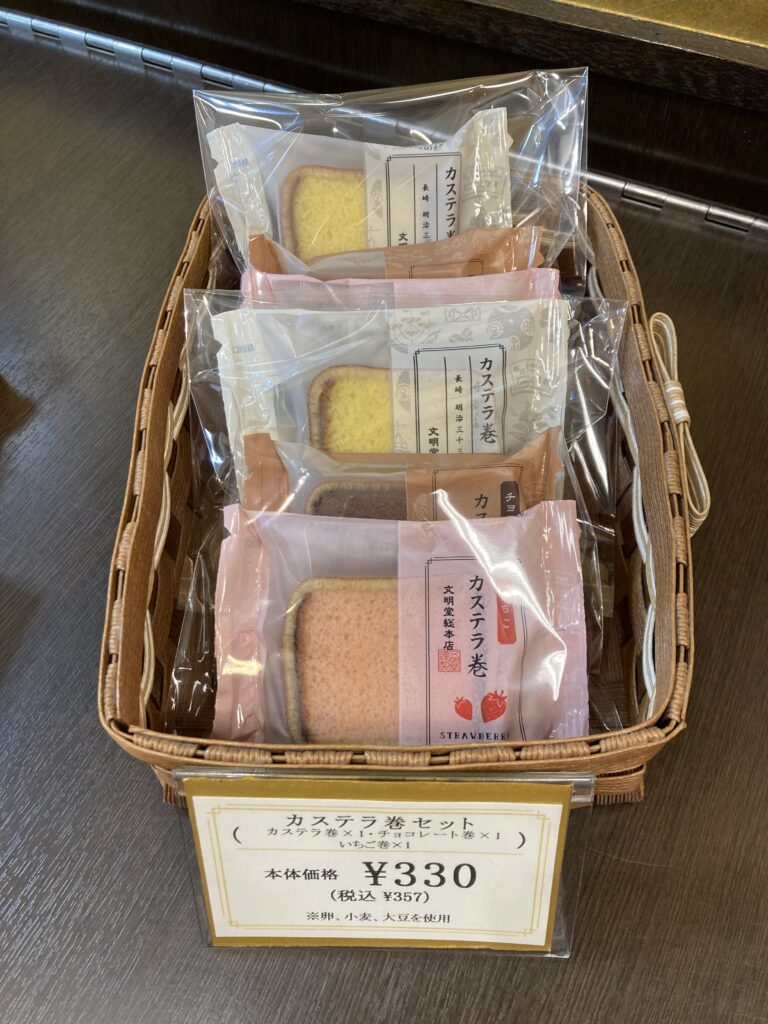 カステラ巻
長崎 明治三
文明
カステラ巻
長崎 明治三十三
文明堂
チョ
カス
ちご
カステラ巻
文明堂総本店
STRAWBERRY
カステラ巻セット
(カステラ巻×1・チョコレート巻×1
いちご巻×1)
本体価格 ¥330
(税込 ¥357)
※卵、小麦、大豆を使用